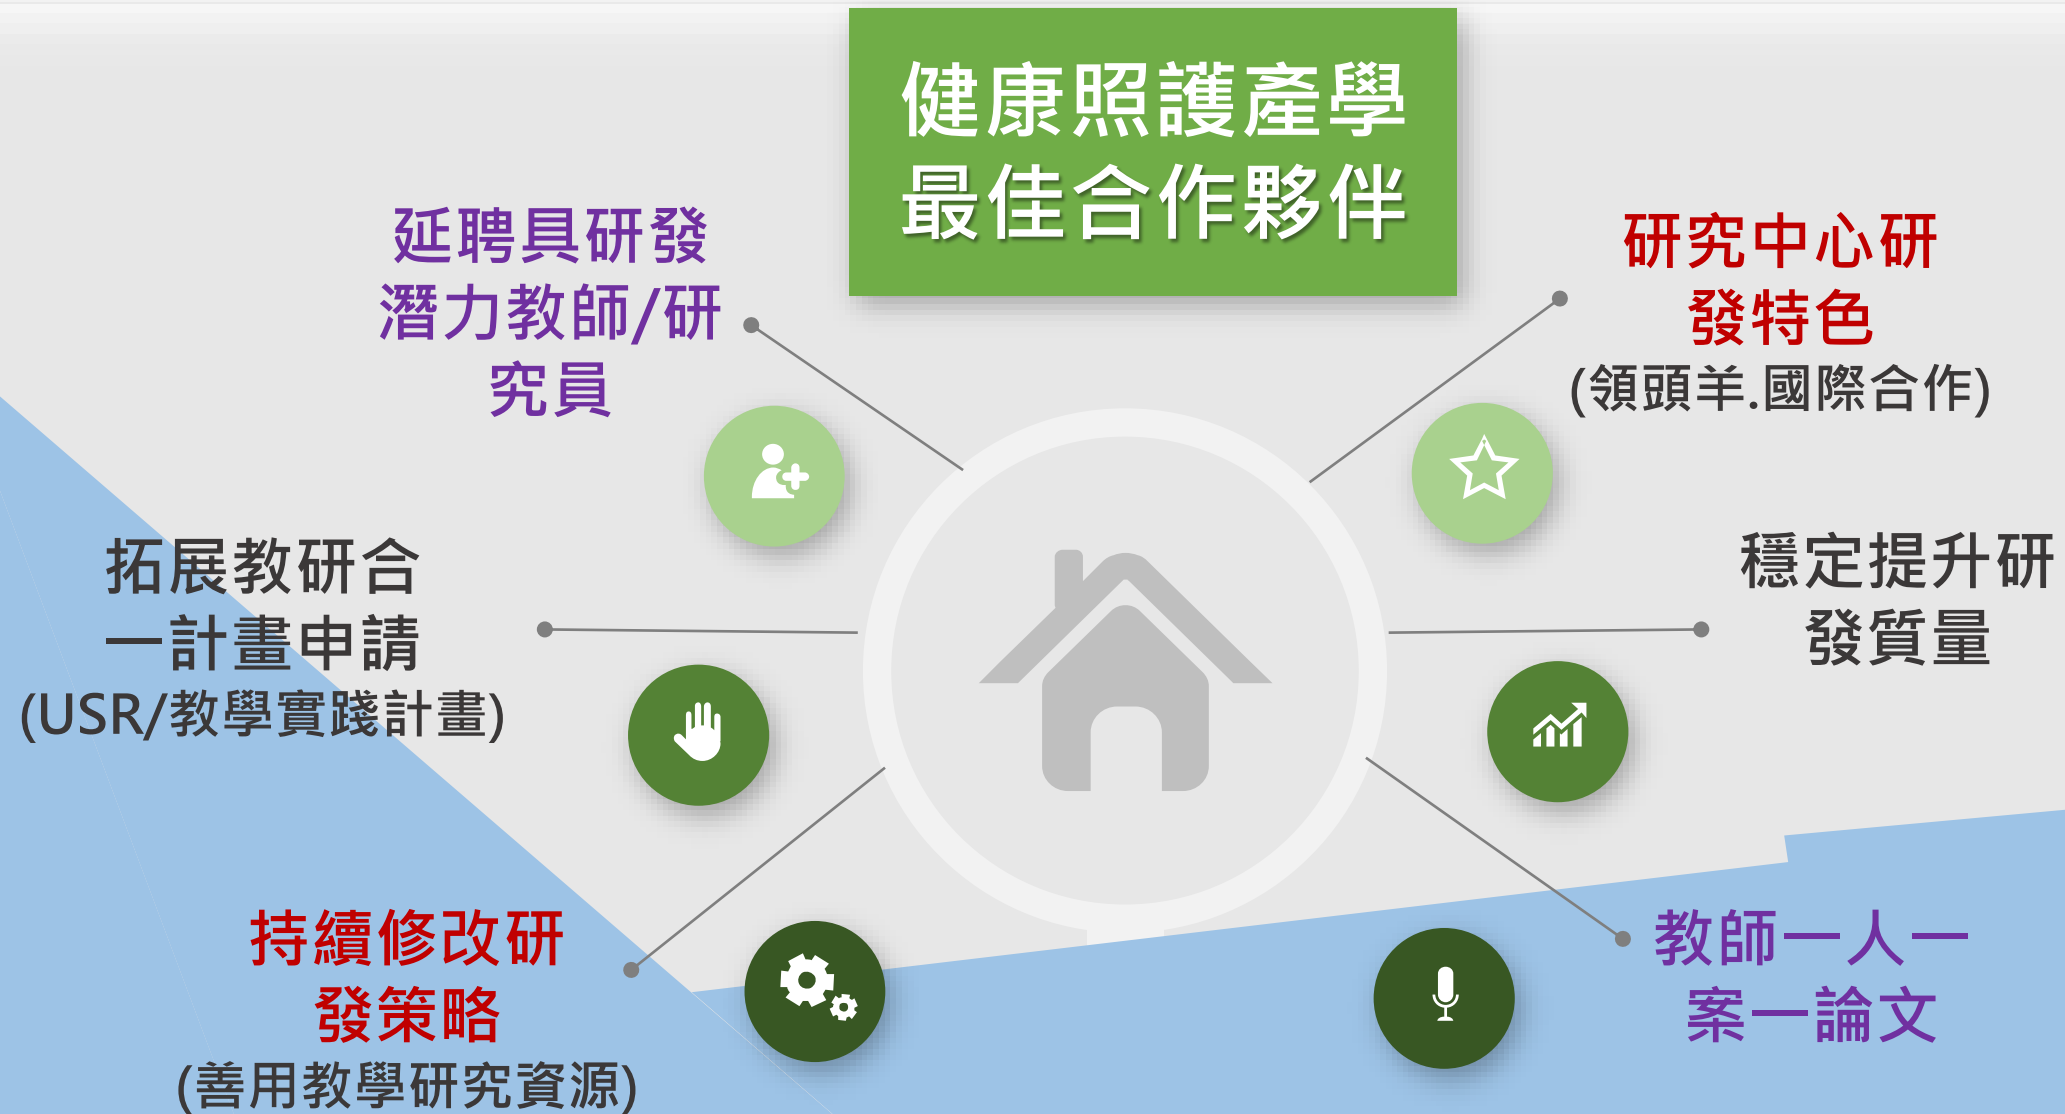 健康照護產學
最佳合作夥伴
延聘具研發
潛力教師/研
究員
拓展教研合
一計畫申請
(USR/教學實踐計畫)
持續修改研
發策略
(善用教學研究資源)
研究中心研
發特色
(領頭羊.國際合作)
穩定提升研
發質量
教師一人一
案一論文